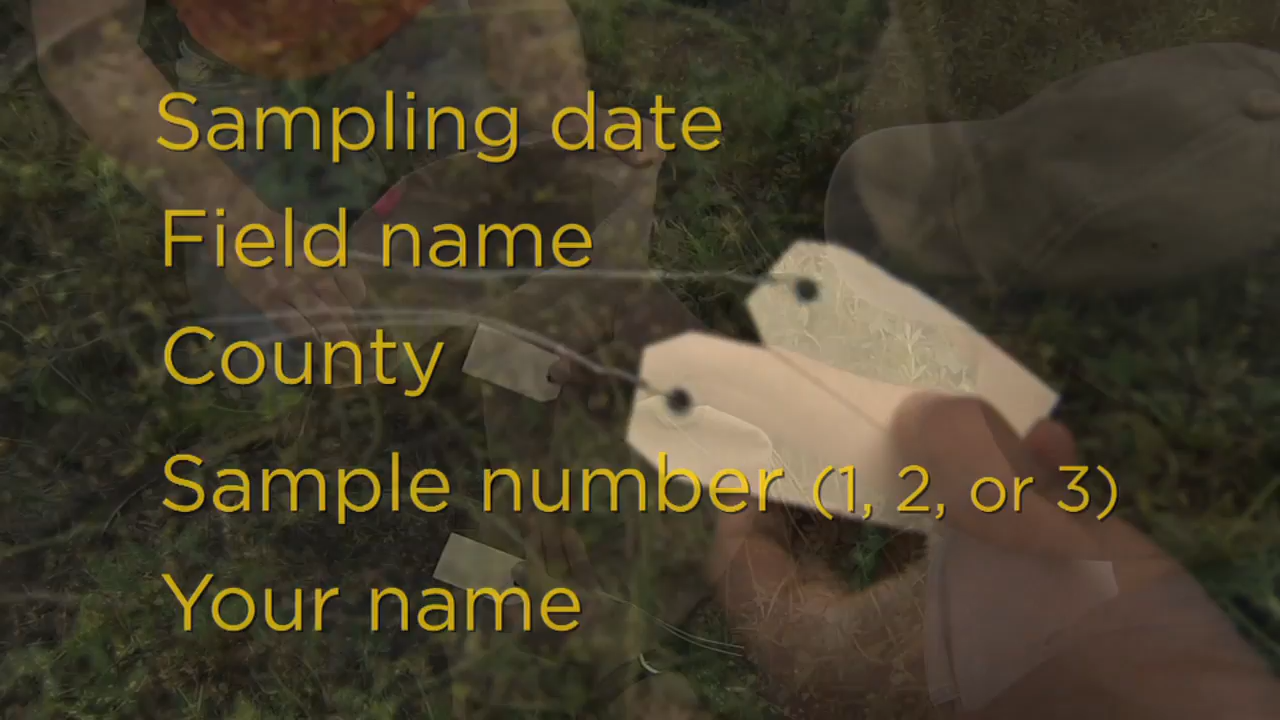 Sampling date
Field name
County
Sample number (1, 2, or 3)
Your name